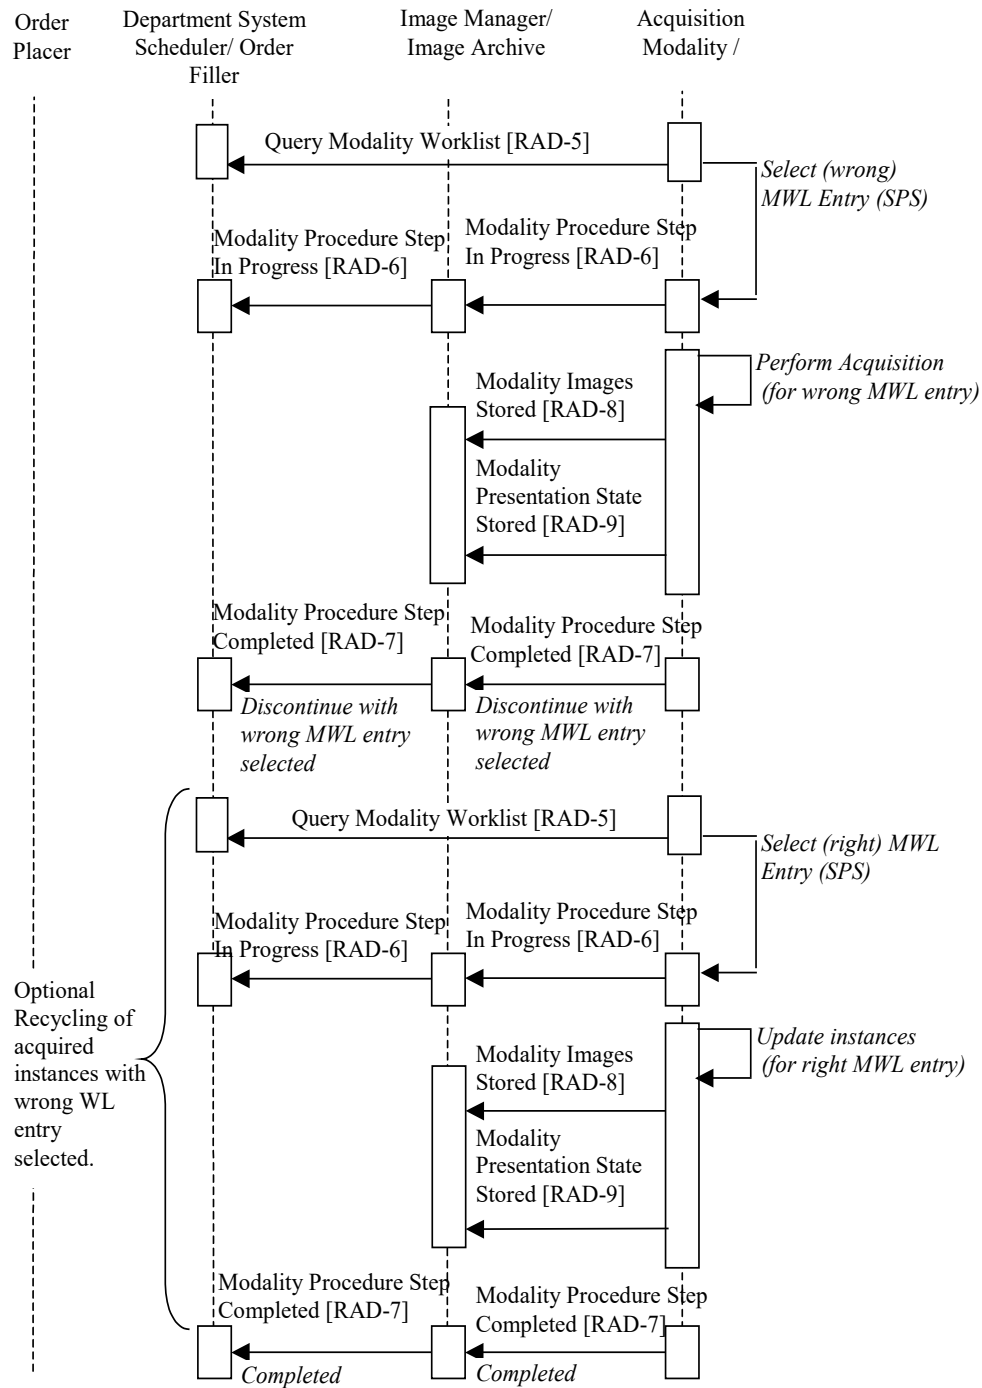 Order
Placer
Department System
Scheduler/ Order
Filler
Image Manager/
Image Archive
Acquisition
Modality /
Query Modality Worklist [RAD-5]
Select (wrong)
MWL Entry (SPS)
Modality Procedure Step
In Progress [RAD-6]
Modality Procedure Step
In Progress [RAD-6]
Perform Acquisition
(for wrong MWL entry)
Modality Images
Stored [RAD-8]
Modality
Presentation State
Stored [RAD-9]
Modality Procedure Step
Completed [RAD-7]
Modality Procedure Step
Completed [RAD-7]
Discontinue with
wrong MWL entry
selected
Discontinue with
wrong MWL entry
selected
Query Modality Worklist [RAD-5]
Select (right) MWL
Entry (SPS)
Modality Procedure Step
In Progress [RAD-6]
Modality Procedure Step
In Progress [RAD-6]
Optional
Recycling of
acquired
instances with
wrong WL
entry
selected.
Update instances
(for right MWL entry)
Modality Images
Stored [RAD-8]
Modality
Presentation State
Stored [RAD-9]
Modality Procedure Step
Completed [RAD-7]
Modality Procedure Step
Completed [RAD-7]
Completed
Completed